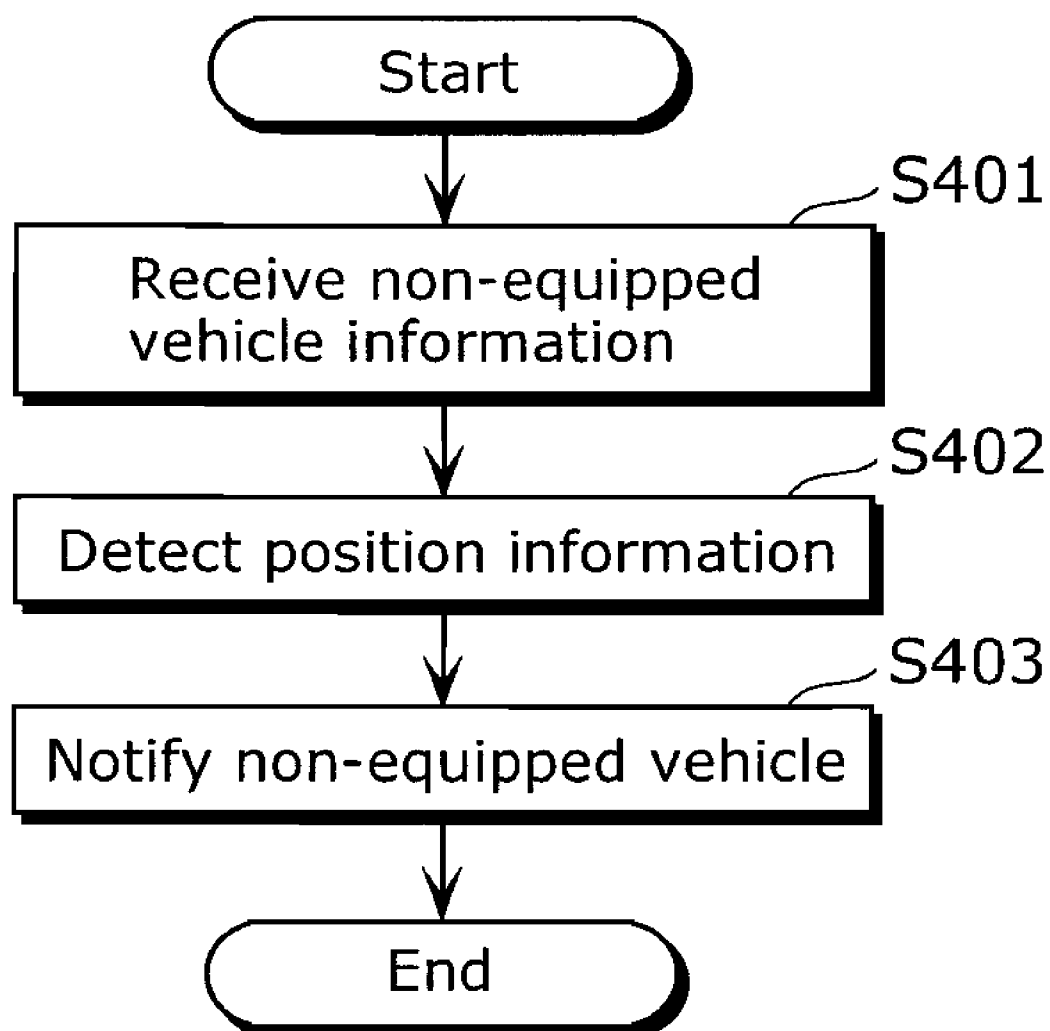 Start
S401
Receive non-equipped
vehicle information
S402
Detect position information
S403
Notify non-equipped vehicle
End